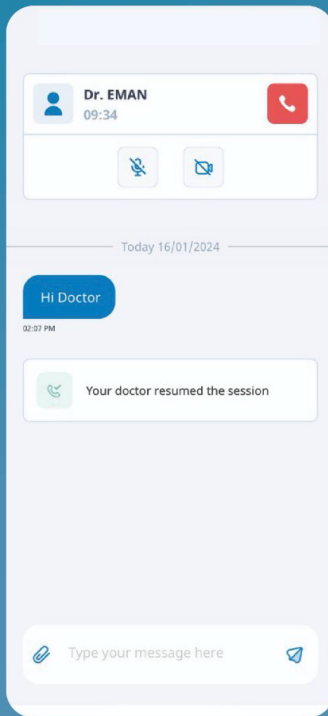 Dr. EMAN
09:34
Today 16/01/2024
Hi Doctor
02:07 PM
Your doctor resumed the session
Type your message here